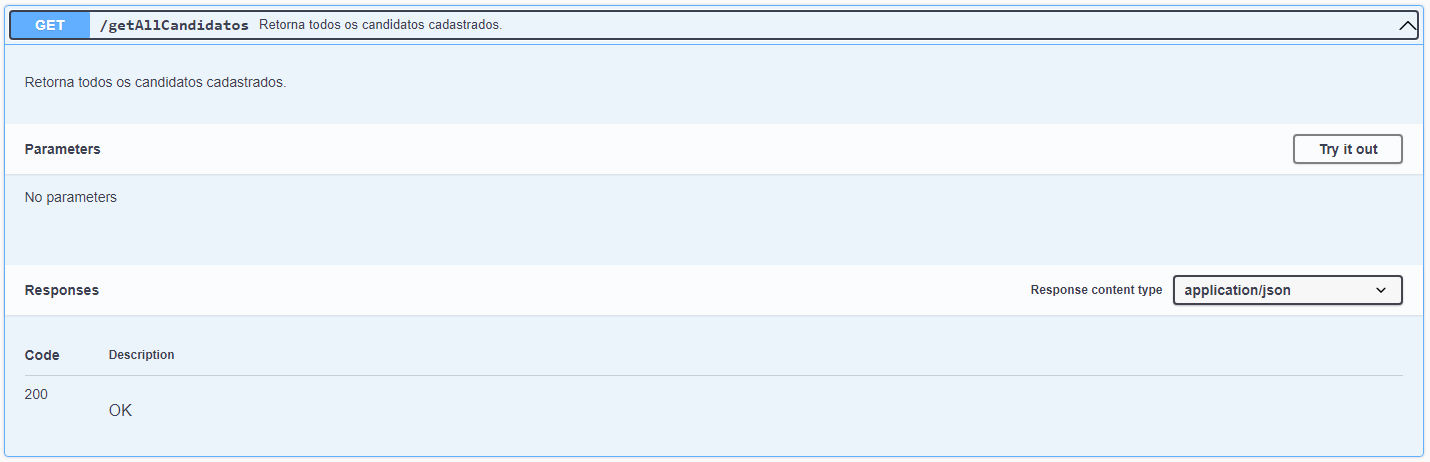 GET /getAllCandidatos Retorna todos os candidatos cadastrados.
Retorna todos os candidatos cadastrados.
Parameters Try it out
No parameters
Responses Response content type application/json
Code Description
200 OK